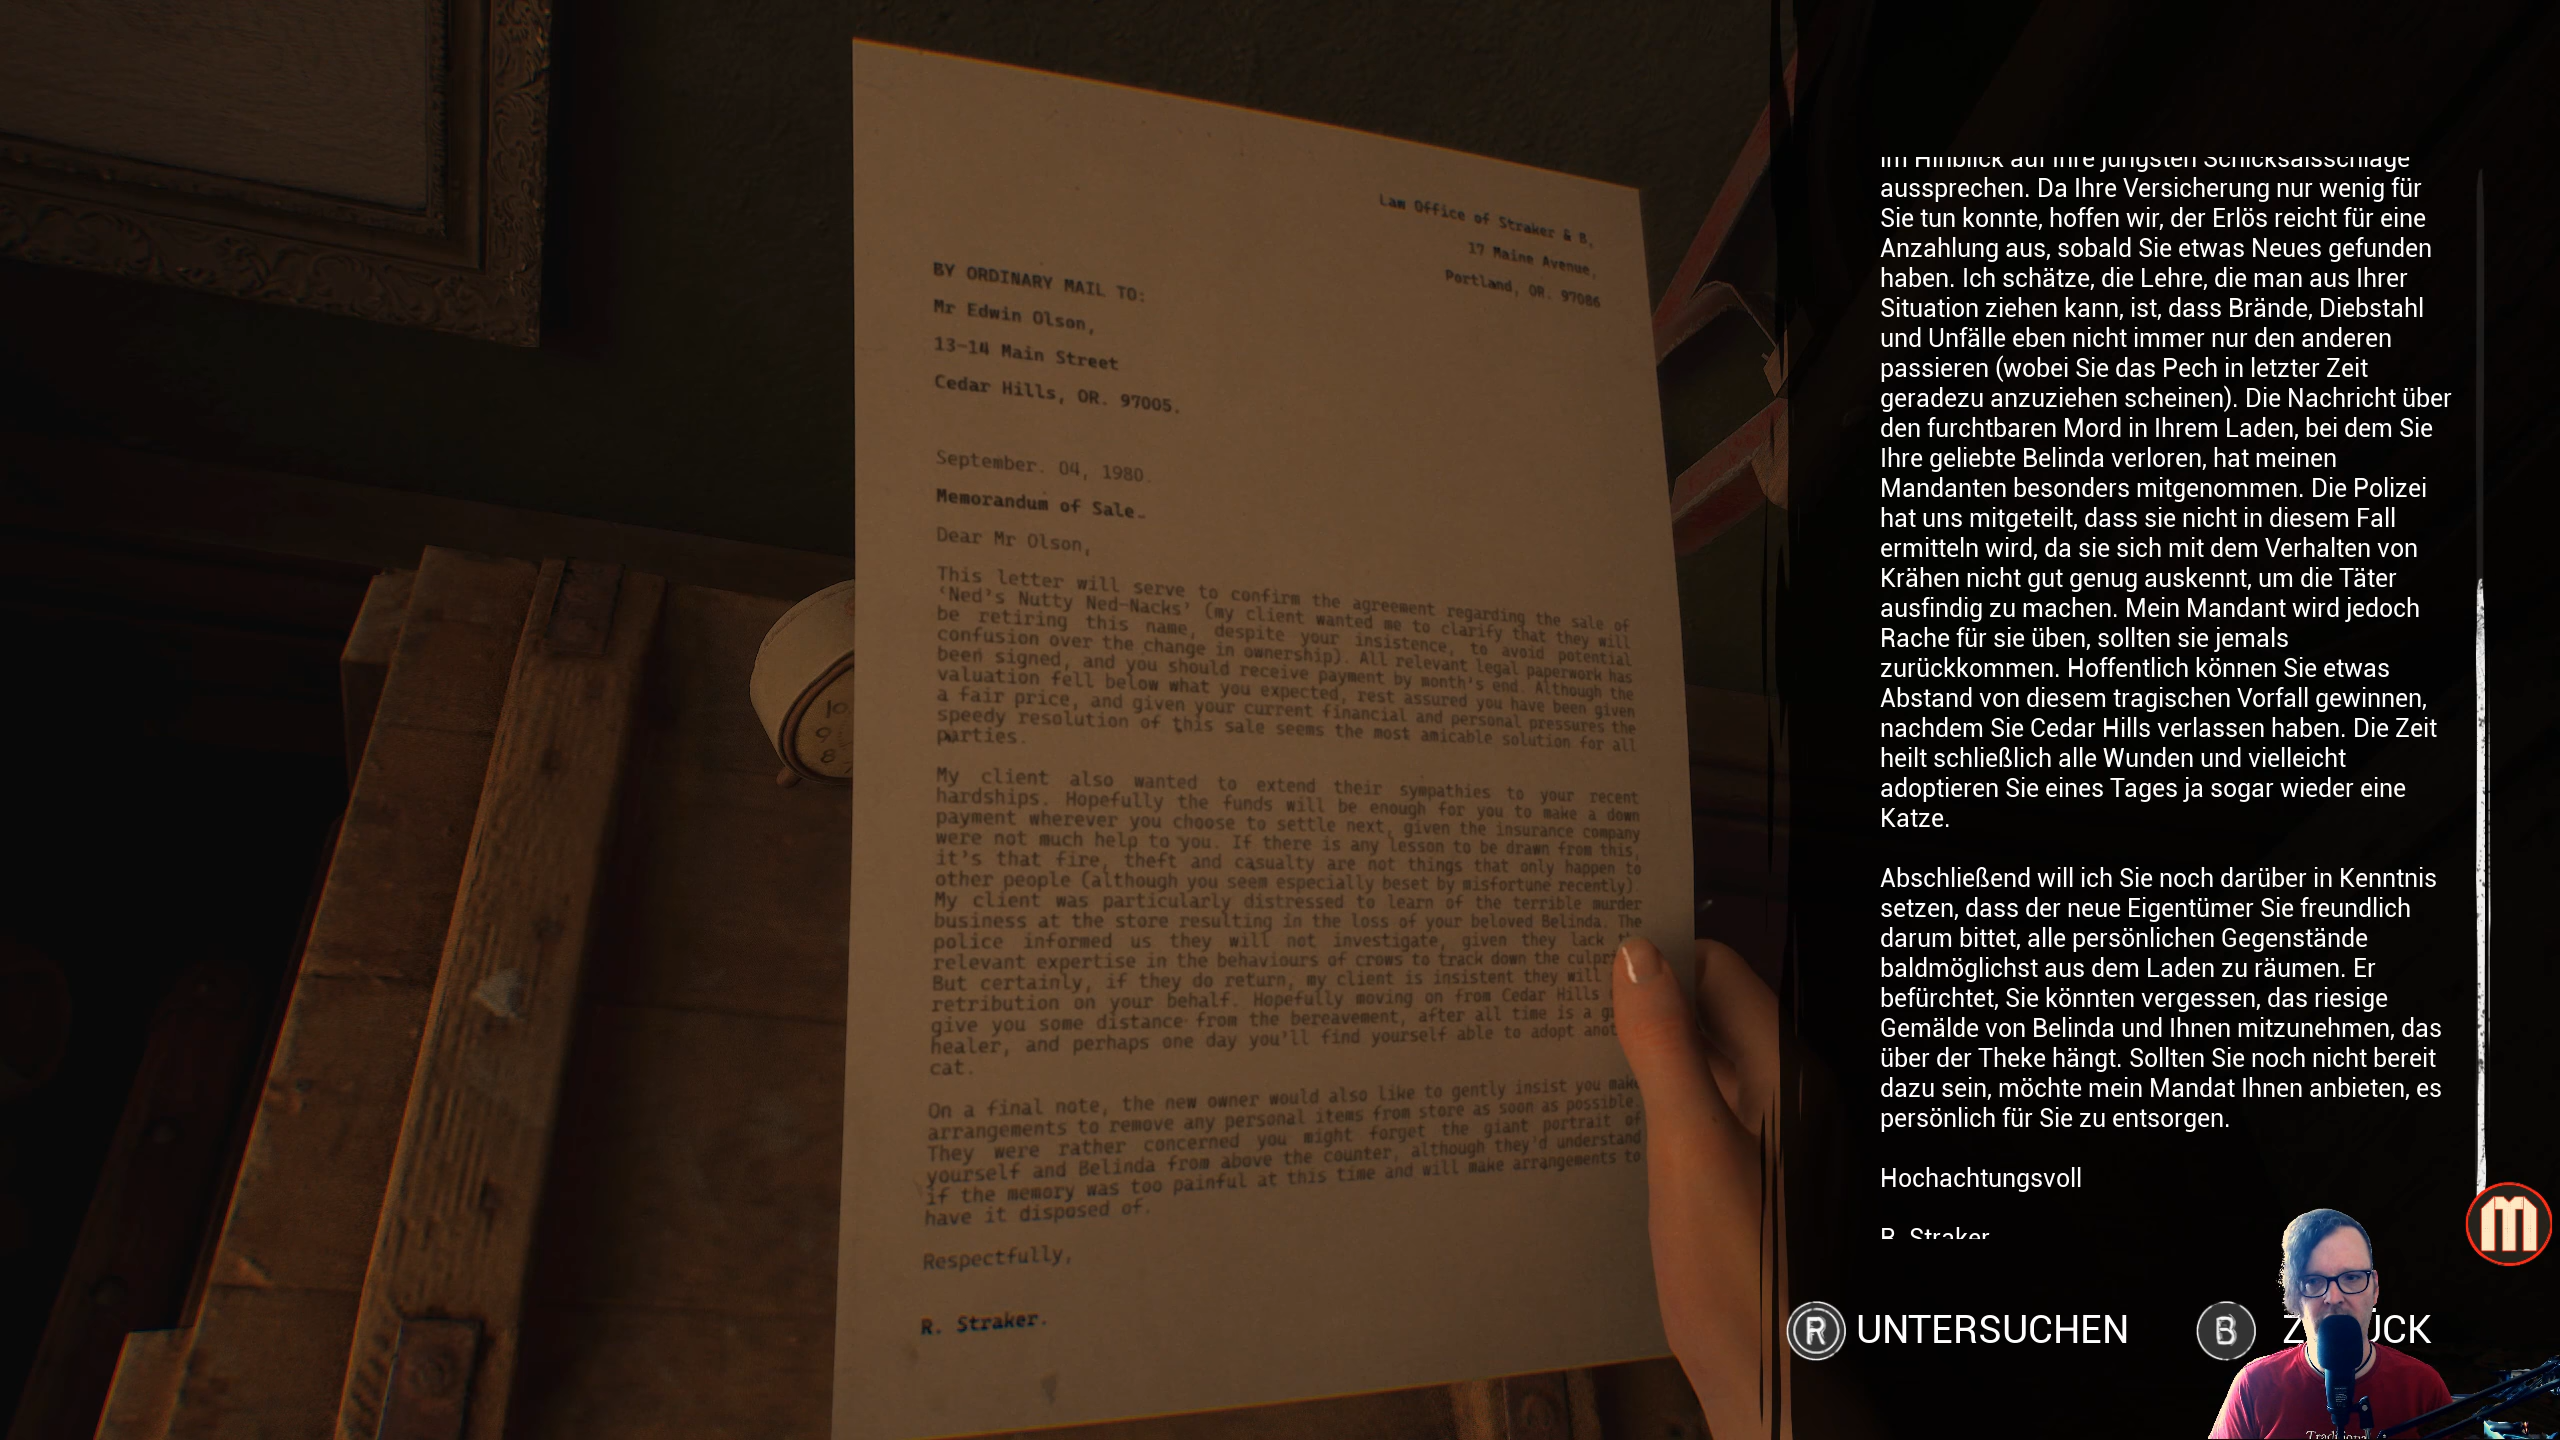 Law Office of Straker & B,
17 Maine Avenue,
Portland, OR. 97086
BY ORDINARY MAIL TO:
Mr Edwin Olson,
13-14 Main Street
Cedar Hills, OR. 97005.
September. 04, 1980.
Memorandum of Sale.
Dear Mr Olson,
This letter will serve to confirm the agreement regarding the sale of
‘Ned's Nutty Ned-Nacks’ (my client wanted me to clarify that they will
be retiring this name, despite your insistence, to avoid potential
confusion over the change in ownership). All relevant legal paperwork has
been signed, and you should receive payment by month's end. Although the
valuation fell below what you expected, rest assured you have been given
a fair price, and given your current financial and personal pressures the
speedy resolution of this sale seems the most amicable solution for all
parties.
My client also wanted to extend their sympathies to your recent
hardships. Hopefully the funds will be enough for you to make a down
payment wherever you choose to settle next, given the insurance company
were not much help to you. If there is any lesson to be drawn from this,
it's that fire, theft and casualty are not things that only happen to
other people (although you seem especially beset by misfortune recently).
My client was particularly distressed to learn of the terrible murder
business at the store resulting in the loss of your beloved Belinda. The
police informed us they will not investigate, given they lack
relevant expertise in the behaviours of crows to track down the
But certainly, if they do return, my client is insistent they will
retribution on your behalf. Hopefully moving on from Cedar Hills
give you some distance from the bereavement, after all time is a
healer, and perhaps one day you'll find yourself able to adopt
cat.
On a final note, the new owner would also like to gently insist you make
arrangements to remove any personal items from store as soon as possible.
They were rather concerned you might forget the giant portrait of
yourself and Belinda from above the counter, although they'd understand
if the memory was too painful at this time and will make arrangements to
have it disposed of.
Respectfully,
R. Straker.
10
9
8
im Hinblick auf Ihre jüngsten Schicksalsschläge
aussprechen. Da Ihre Versicherung nur wenig für
Sie tun konnte, hoffen wir, der Erlös reicht für eine
Anzahlung aus, sobald Sie etwas Neues gefunden
haben. Ich schätze, die Lehre, die man aus Ihrer
Situation ziehen kann, ist, dass Brände, Diebstahl
und Unfälle eben nicht immer nur den anderen
passieren (wobei Sie das Pech in letzter Zeit
geradezu anzuziehen scheinen). Die Nachricht über
den furchtbaren Mord in Ihrem Laden, bei dem Sie
Ihre geliebte Belinda verloren, hat meinen
Mandanten besonders mitgenommen. Die Polizei
hat uns mitgeteilt, dass sie nicht in diesem Fall
ermitteln wird, da sie sich mit dem Verhalten von
Krähen nicht gut genug auskennt, um die Täter
ausfindig zu machen. Mein Mandant wird jedoch
Rache für sie üben, sollten sie jemals
zurückkommen. Hoffentlich können Sie etwas
Abstand von diesem tragischen Vorfall gewinnen,
nachdem Sie Cedar Hills verlassen haben. Die Zeit
heilt schließlich alle Wunden und vielleicht
adoptieren Sie eines Tages ja sogar wieder eine
Katze.
Abschließend will ich Sie noch darüber in Kenntnis
setzen, dass der neue Eigentümer Sie freundlich
darum bittet, alle persönlichen Gegenstände
baldmöglichst aus dem Laden zu räumen. Er
befürchtet, Sie könnten vergessen, das riesige
Gemälde von Belinda und Ihnen mitzunehmen, das
über der Theke hängt. Sollten Sie noch nicht bereit
dazu sein, möchte mein Mandat Ihnen anbieten, es
persönlich für Sie zu entsorgen.
Hochachtungsvoll
R. Straker
M
R UNTERSUCHEN
B